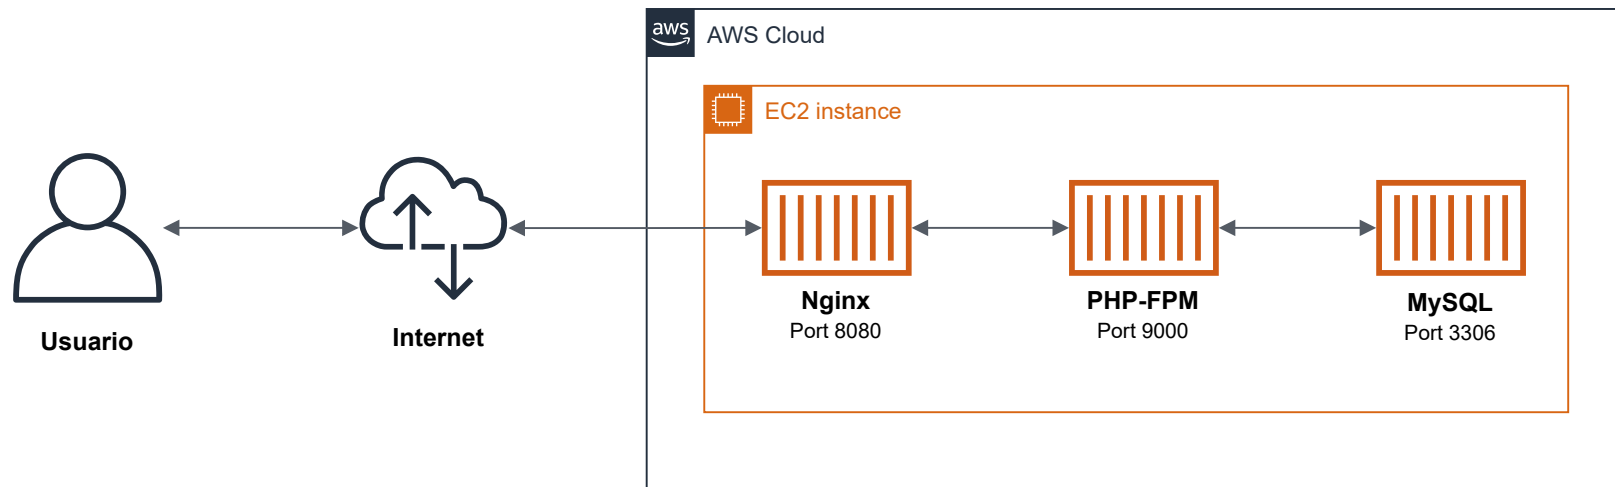 aws
AWS Cloud
EC2 instance
Usuario
Internet
Nginx
Port 8080
PHP-FPM
Port 9000
MySQL
Port 3306